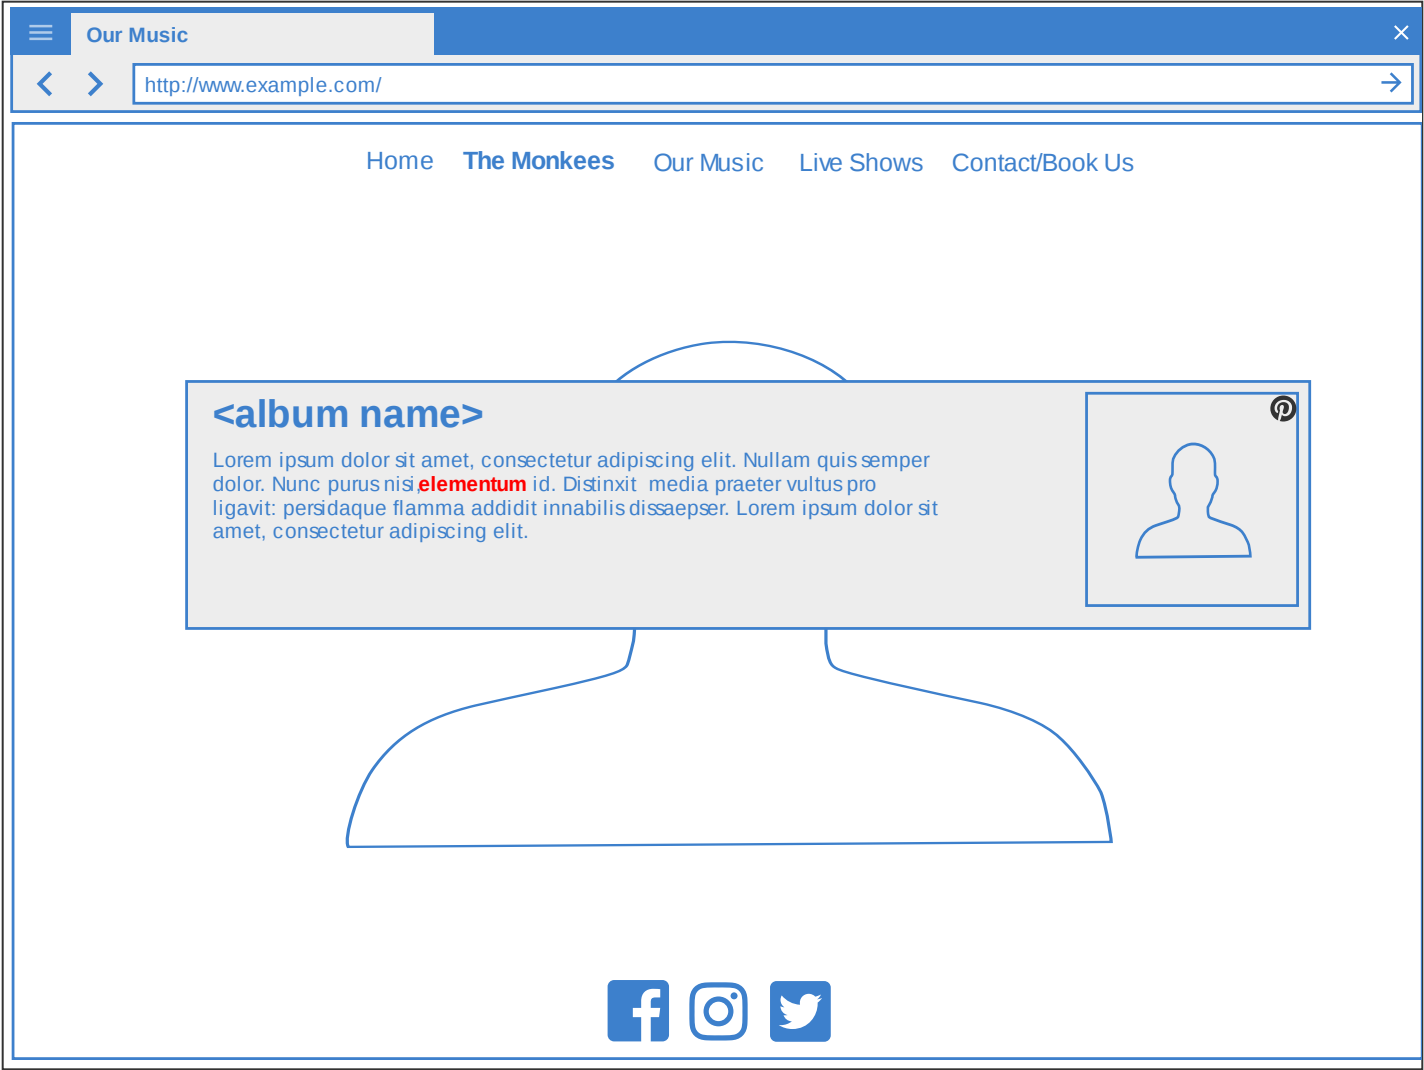 Our Music
http://www.example.com/
Home The Monkees Our Music Live Shows Contact/Book Us
<album name>
Lorem ipsum dolor sit amet, consectetur adipiscing elit. Nullam quis semper
dolor. Nunc purus nisi, elementum id. Distinxit media praeter vultus pro
ligavit: persidaque flamma addidit innabilis dissaepser. Lorem ipsum dolor sit
amet, consectetur adipiscing elit.